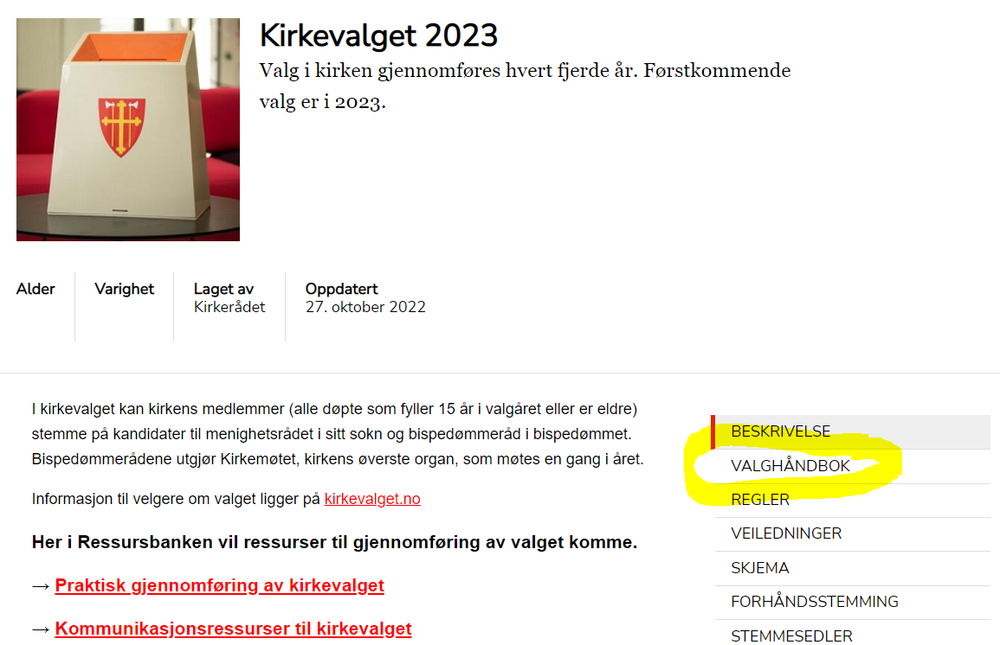 Kirkevalget 2023
Valg i kirken gjennomføres hvert fjerde år. Førstkommende
valg er i 2023.
Alder
Varighet
Laget av
Kirkerådet
Oppdatert
27. oktober 2022
I kirkevalget kan kirkens medlemmer (alle døpte som fyller 15 år i valgåret eller er eldre)
stemme på kandidater til menighetsrådet i sitt sokn og bispedømmeråd i bispedømmet.
Bispedømmerådene utgjør Kirkemøtet, kirkens øverste organ, som møtes en gang i året.
Informasjon til velgere om valget ligger på kirkevalget.no
Her i Ressursbanken vil ressurser til gjennomføring av valget komme.
→ Praktisk gjennomføring av kirkevalget
→ Kommunikasjonsressurser til kirkevalget
BESKRIVELSE
VALGHÅNDBOK
REGLER
VEILEDNINGER
SKJEMA
FORHÅNDSSTEMMING
STEMMESEDLER